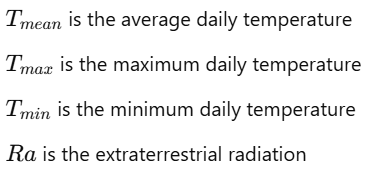 Tmean is the average daily temperature
Tmax is the maximum daily temperature
Tmin is the minimum daily temperature
Ra is the extraterrestrial radiation